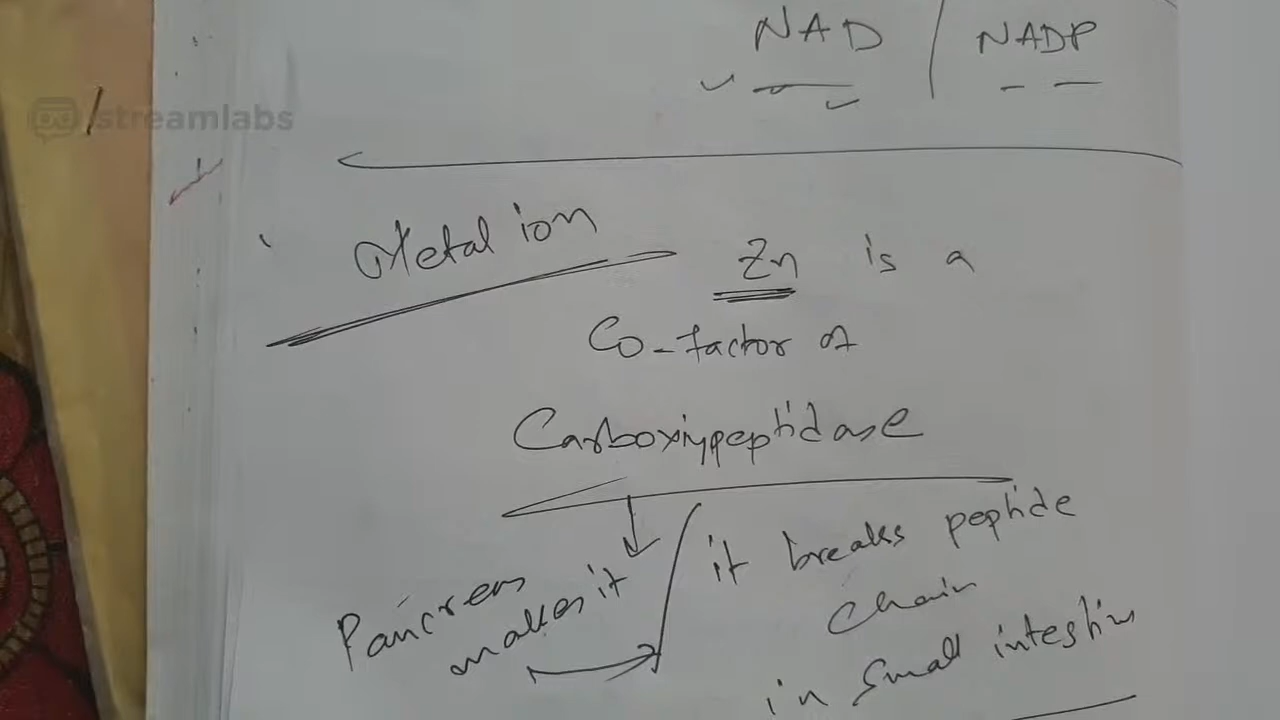 NAD / NADP
streamlabs
Metal ion
Zn is a
Co-factor of
Carboxypeptidase
Pancreas
makes it
it breaks peptide
chain
in small intestine